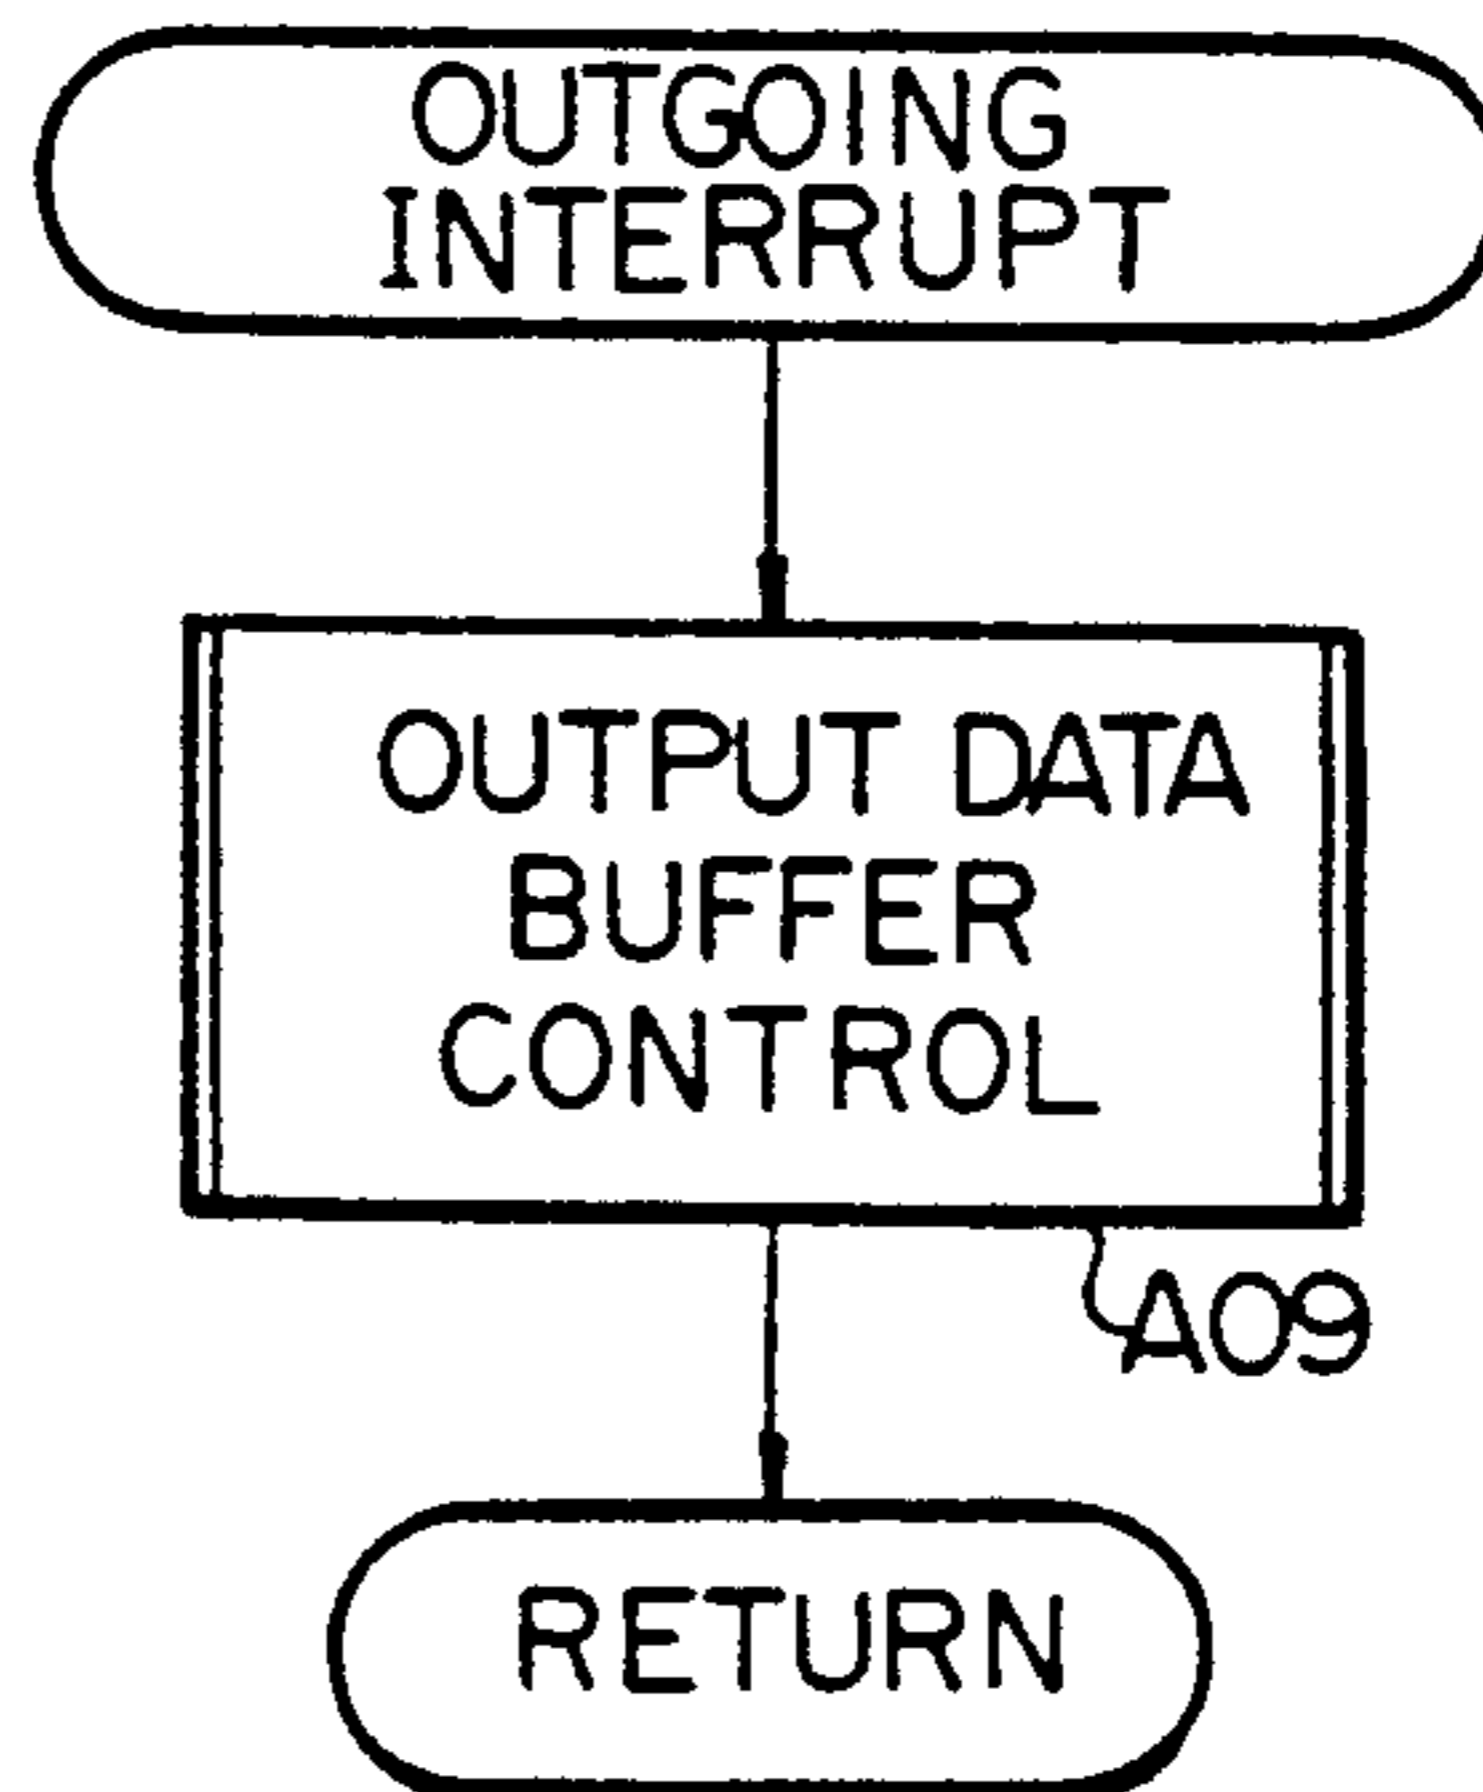 OUTGOING
INTERRUPT
OUTPUT DATA
BUFFER
CONTROL
A09
RETURN